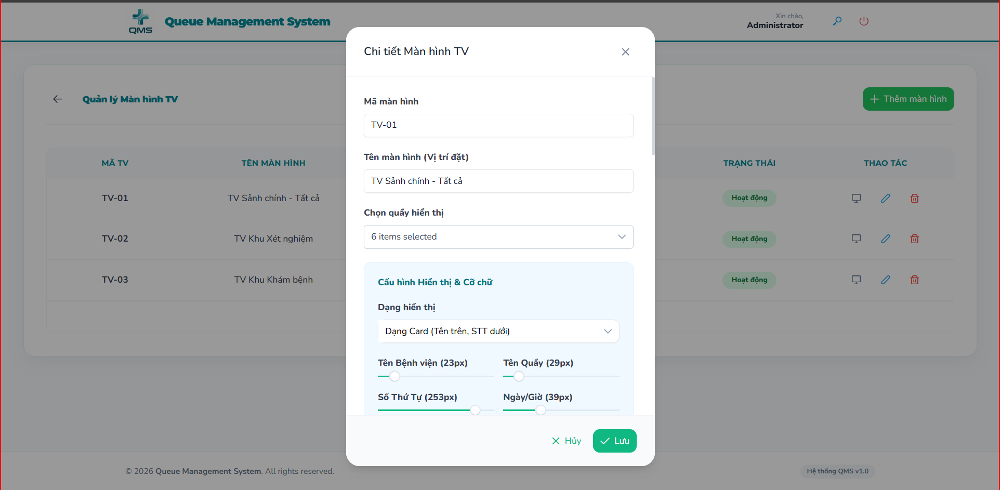 QMS
Queue Management System
Xin chào,
Administrator
Quản lý Màn hình TV
Thêm màn hình
MÃ TV
TÊN MÀN HÌNH
TRẠNG THÁI
THAO TÁC
TV-01
TV Sảnh chính - Tất cả
Hoạt động
TV-02
TV Khu Xét nghiệm
Hoạt động
TV-03
TV Khu Khám bệnh
Hoạt động
Chi tiết Màn hình TV
Mã màn hình
TV-01
Tên màn hình (Vị trí đặt)
TV Sảnh chính - Tất cả
Chọn quầy hiển thị
6 items selected
Cấu hình Hiển thị & Cỡ chữ
Dạng hiển thị
Dạng Card (Tên trên, STT dưới)
Tên Bệnh viện (23px)
Tên Quầy (29px)
Số Thứ Tự (253px)
Ngày/Giờ (39px)
Hủy
Lưu
© 2026 Queue Management System. All rights reserved.
Hệ thống QMS v1.0